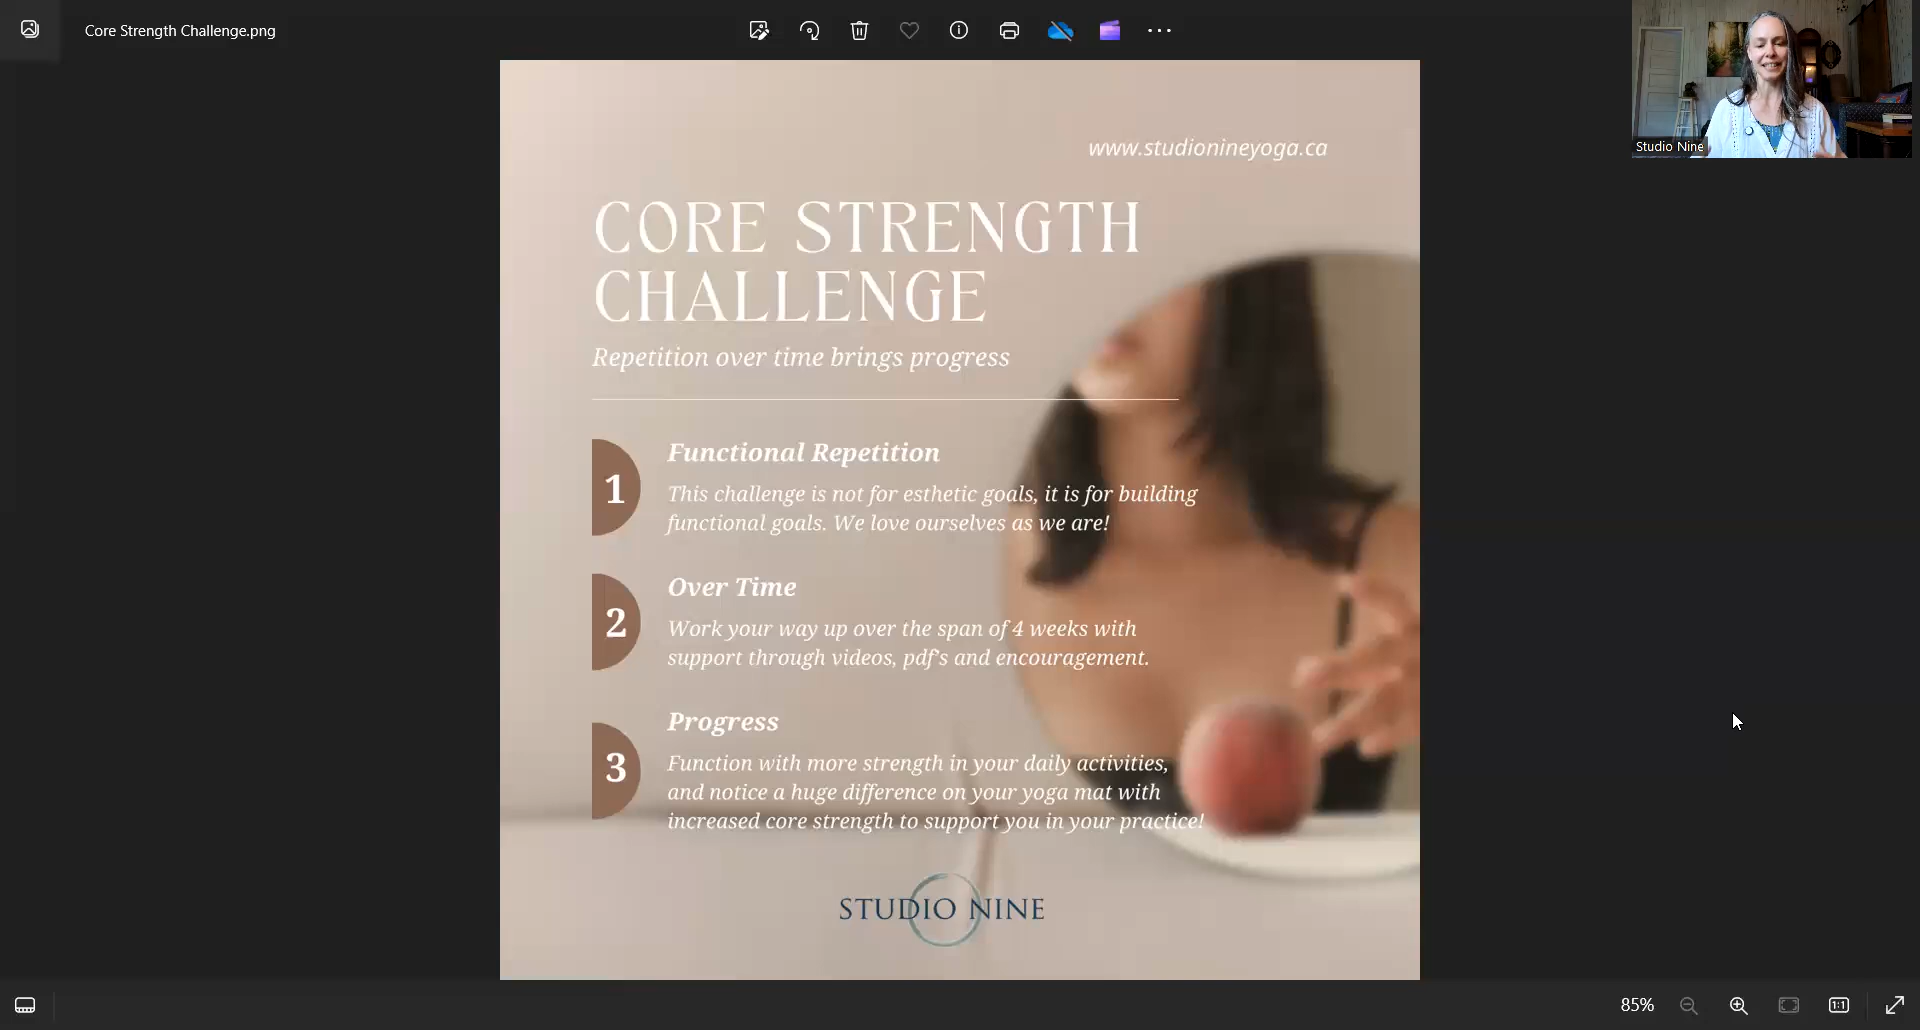 Core Strength Challenge.png
Studio Nine
www.studionineyoga.ca
CORE STRENGTH
CHALLENGE
Repetition over time brings progress
1
Functional Repetition
This challenge is not for esthetic goals, it is for building
functional goals. We love ourselves as we are!
2
Over Time
Work your way up over the span of 4 weeks with
support through videos, pdf's and encouragement.
3
Progress
Function with more strength in your daily activities,
and notice a huge difference on your yoga mat with
increased core strength to support you in your practice!
STUDIO NINE
85%
1:1